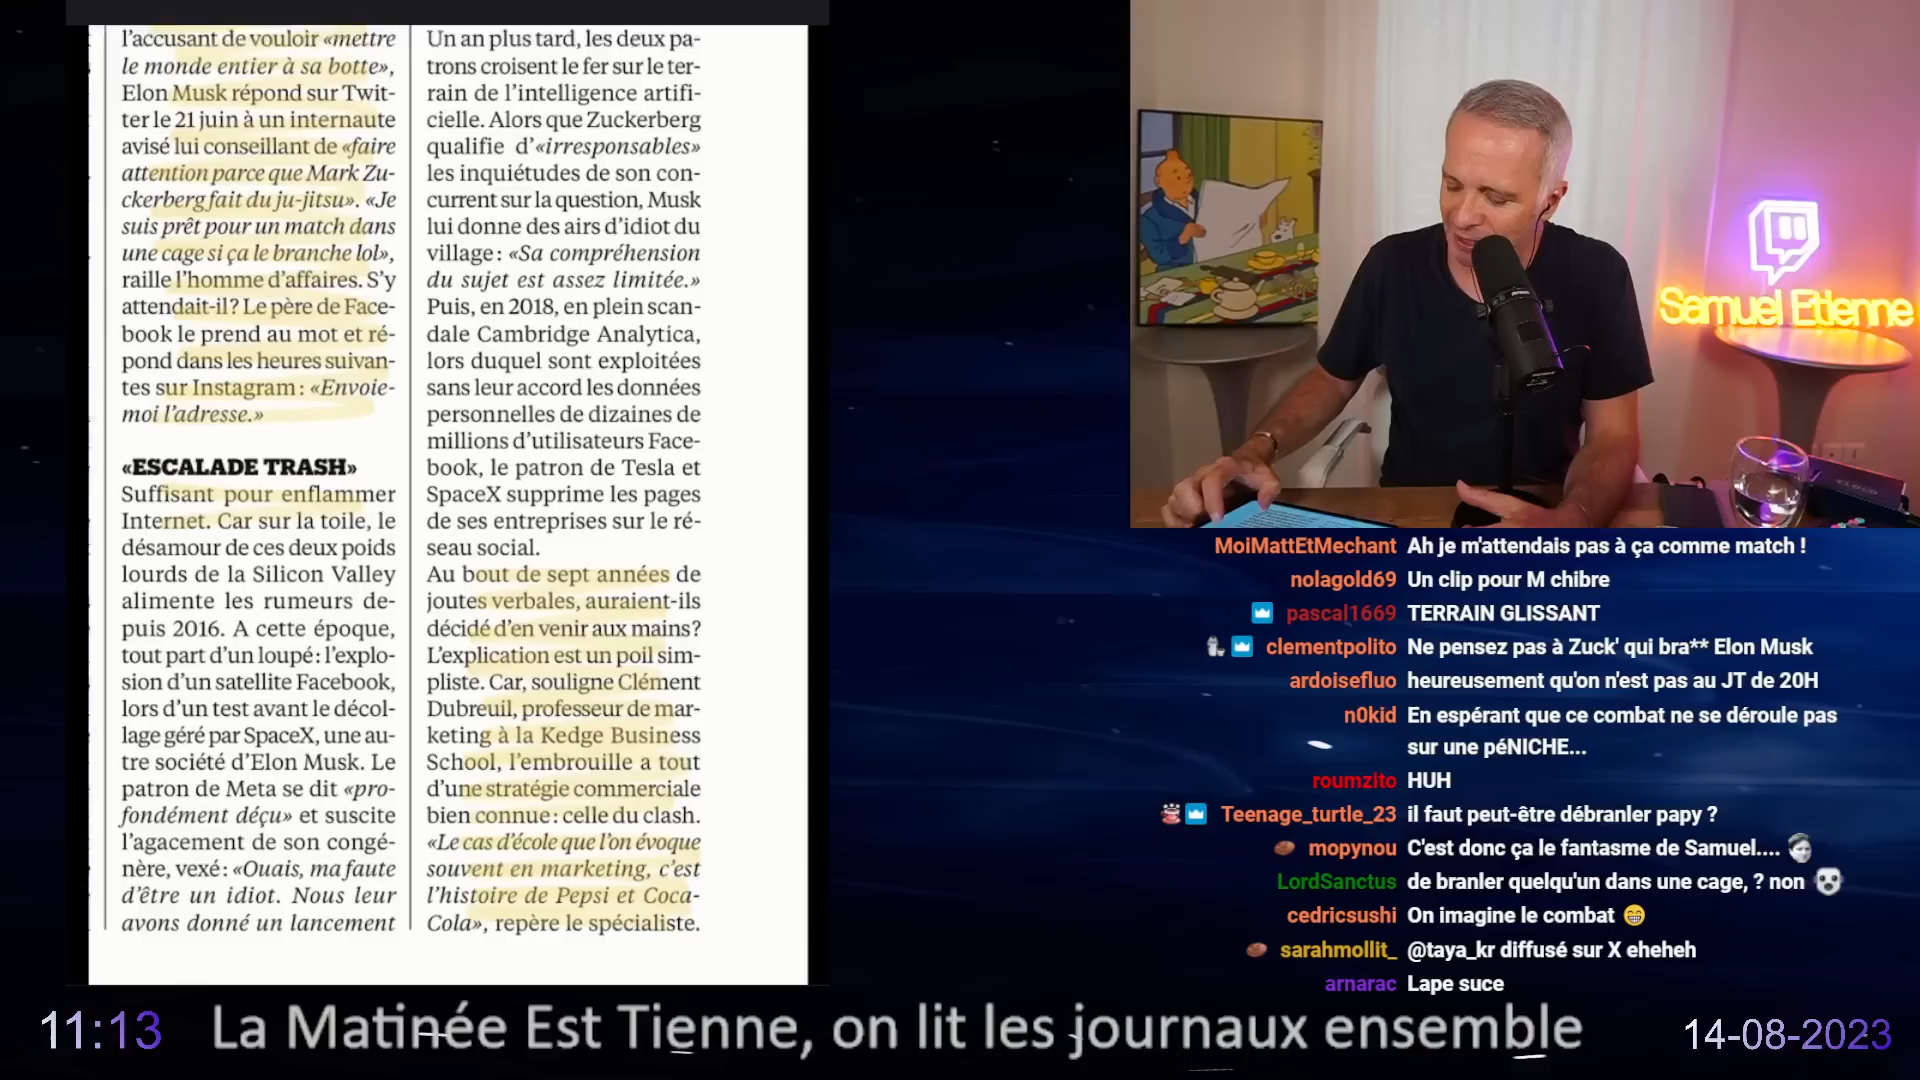 l'accusant de vouloir «mettre
le monde entier à sa botte»,
Elon Musk répond sur Twit-
ter le 21 juin à un internaute
avisé lui conseillant de «faire
attention parce que Mark Zu-
ckerberg fait du ju-jitsu». «Je
suis prêt pour un match dans
une cage si ça le branche lol»,
raille l'homme d'affaires. S'y
attendait-il? Le père de Face-
book le prend au mot et ré-
pond dans les heures suivan-
tes sur Instagram: «Envoie-
moi l'adresse.»
«ESCALADE TRASH»
Suffisant pour enflammer
Internet. Car sur la toile, le
désamour de ces deux poids
lourds de la Silicon Valley
alimente les rumeurs de-
puis 2016. A cette époque,
tout part d'un loupé: l'explo-
sion d'un satellite Facebook,
lors d'un test avant le décol-
lage géré par SpaceX, une au-
tre société d'Elon Musk. Le
patron de Meta se dit «pro-
fondément déçu» et suscite
l'agacement de son congé-
nère, vexé: «Ouais, ma faute
d'être un idiot. Nous leur
avons donné un lancement
Un an plus tard, les deux pa-
trons croisent le fer sur le ter-
rain de l'intelligence artifi-
cielle. Alors que Zuckerberg
qualifie d'«irresponsables»
les inquiétudes de son con-
current sur la question, Musk
lui donne des airs d'idiot du
village: «Sa compréhension
du sujet est assez limitée.»
Puis, en 2018, en plein scan-
dale Cambridge Analytica,
lors duquel sont exploitées
sans leur accord les données
personnelles de dizaines de
millions d'utilisateurs Face-
book, le patron de Tesla et
SpaceX supprime les pages
de ses entreprises sur le ré-
seau social.
Au bout de sept années de
joutes verbales, auraient-ils
décidé d'en venir aux mains?
L'explication est un poil sim-
pliste. Car, souligne Clément
Dubreuil, professeur de mar-
keting à la Kedge Business
School, l'embrouille a tout
d'une stratégie commerciale
bien connue: celle du clash.
«Le cas d'école que l'on évoque
souvent en marketing, c'est
l'histoire de Pepsi et Coca-
Cola», repère le spécialiste.
Samuel Etienne
MoiMattEtMechant Ah je m'attendais pas à ça comme match !
nolagold69 Un clip pour M chibre
pascal1669 TERRAIN GLISSANT
clementpolito Ne pensez pas à Zuck' qui bra** Elon Musk
ardoisefluo heureusement qu'on n'est pas au JT de 20H
n0kid En espérant que ce combat ne se déroule pas
sur une péNICHE...
roumzito HUH
Teenage_turtle_23 il faut peut-être débranler papy ?
mopynou C'est donc ça le fantasme de Samuel....
LordSanctus de branler quelqu'un dans une cage, ? non
cedricsushi On imagine le combat 😁
sarahmollit_ @taya_kr diffusé sur X eheheh
arnarac Lape suce
11:13 La Matinée Est Tienne, on lit les journaux ensemble 14-08-2023